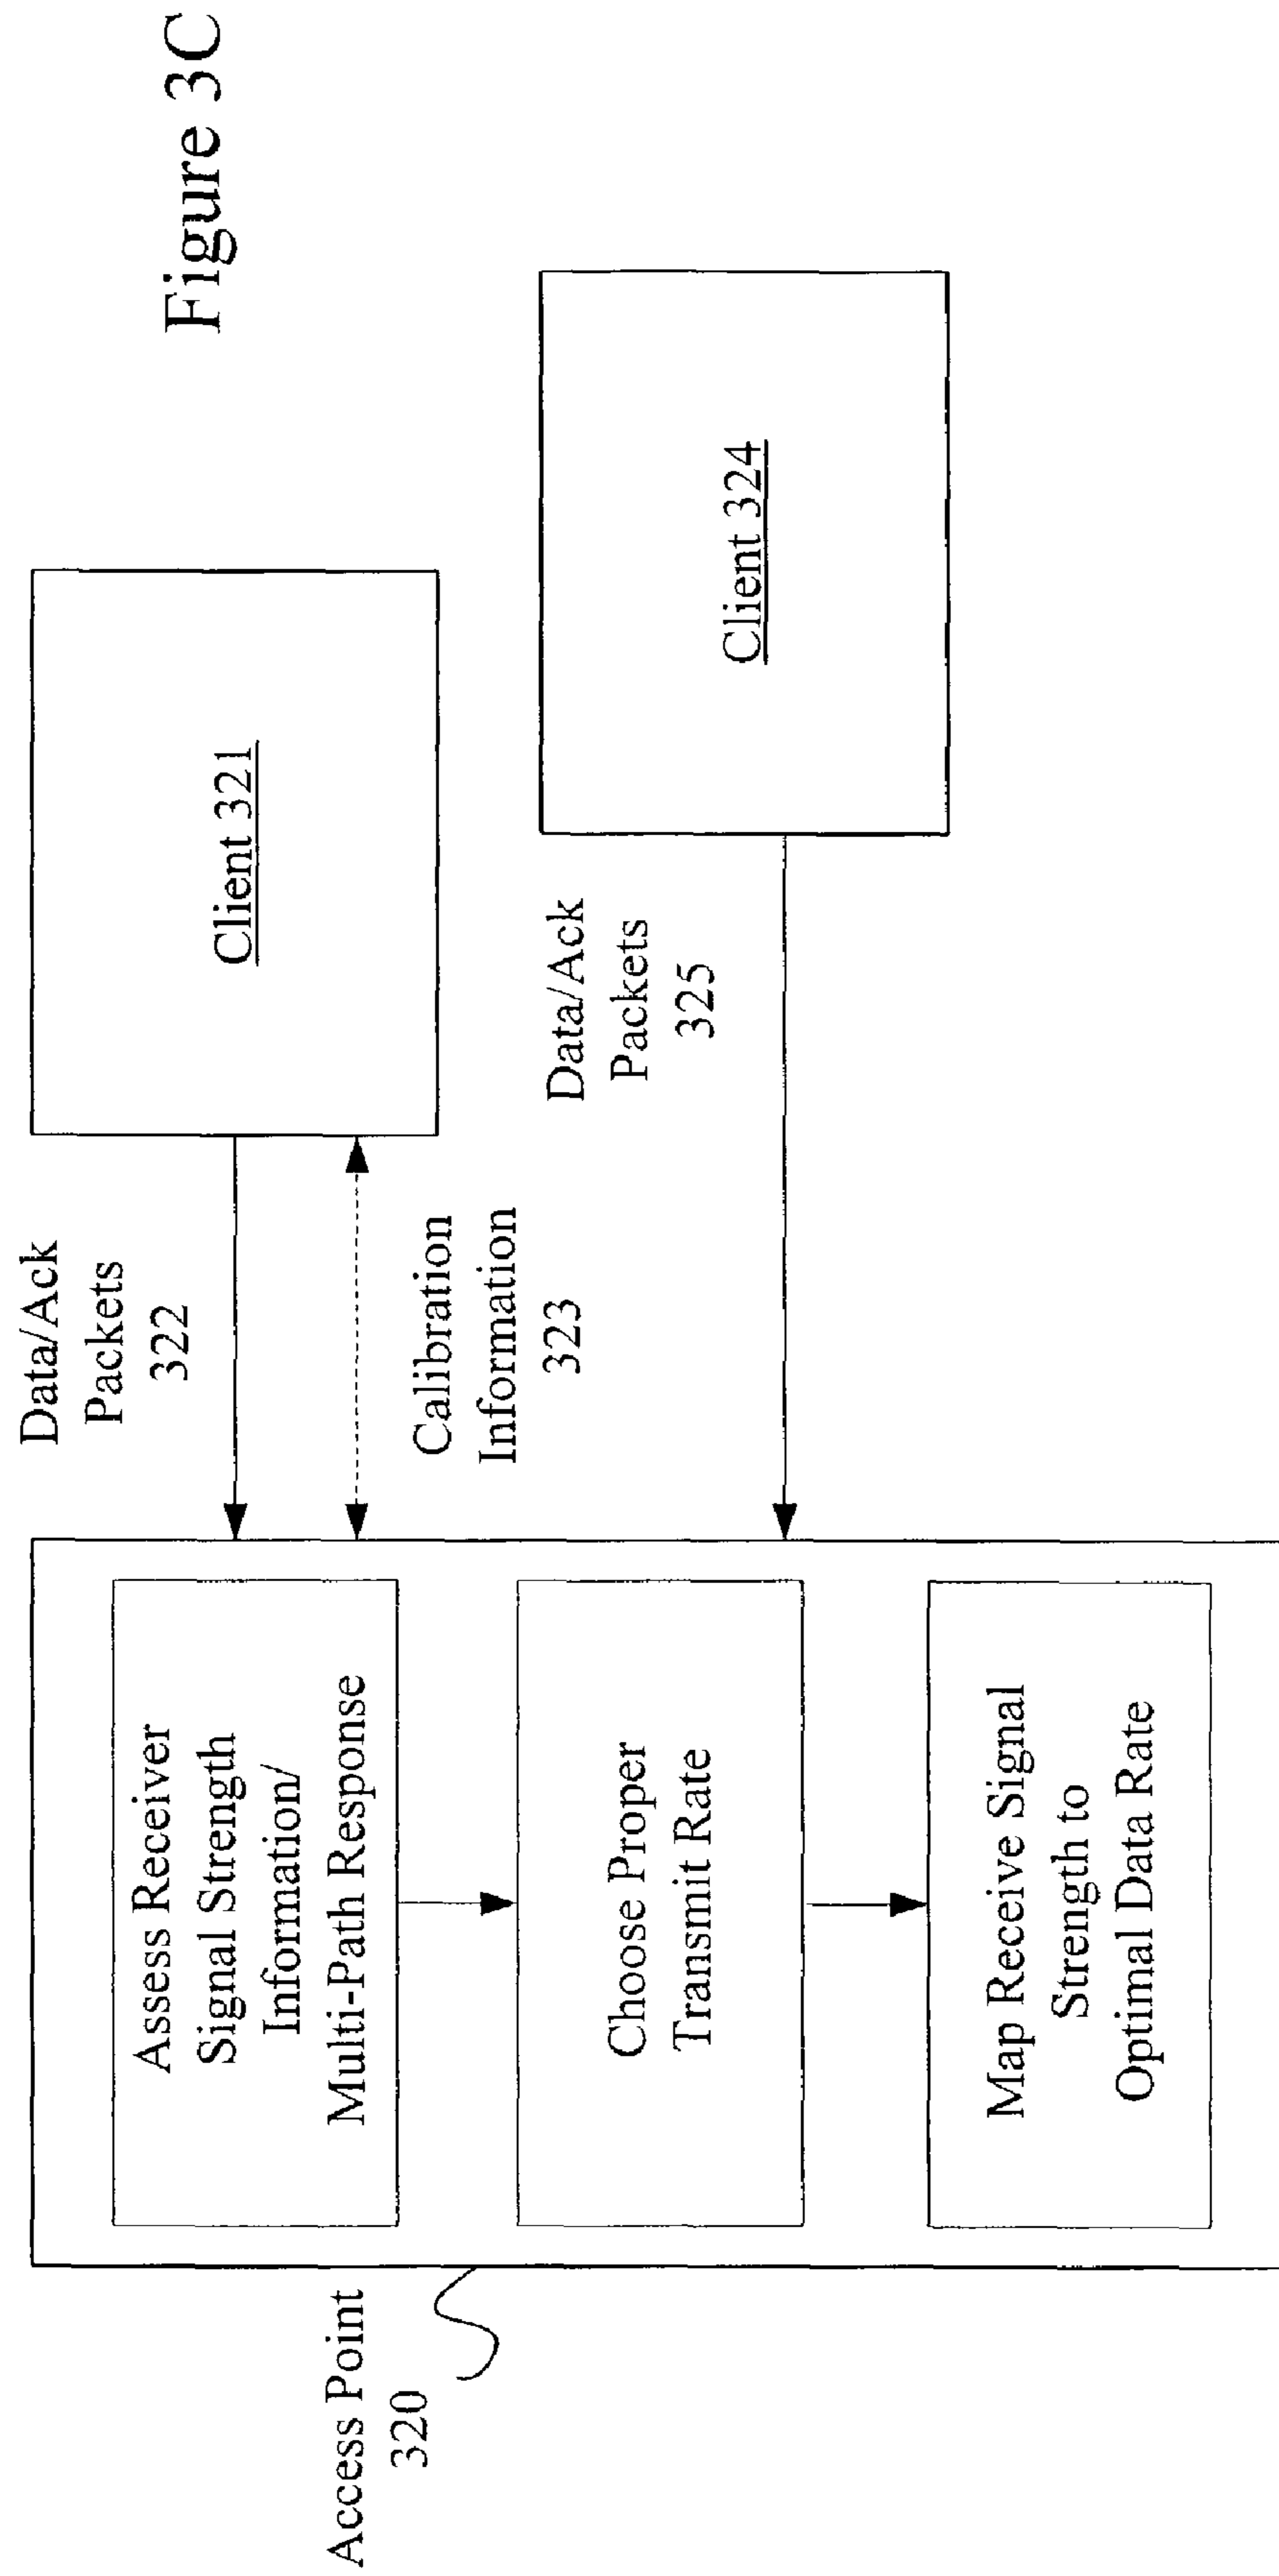 Figure 3C
Access Point
320
Assess Receiver
Signal Strength
Information/
Multi-Path Response
Choose Proper
Transmit Rate
Map Receive Signal
Strength to
Optimal Data Rate
Data/Ack
Packets
322
Calibration
Information
323
Client 321
Data/Ack
Packets
325
Client 324